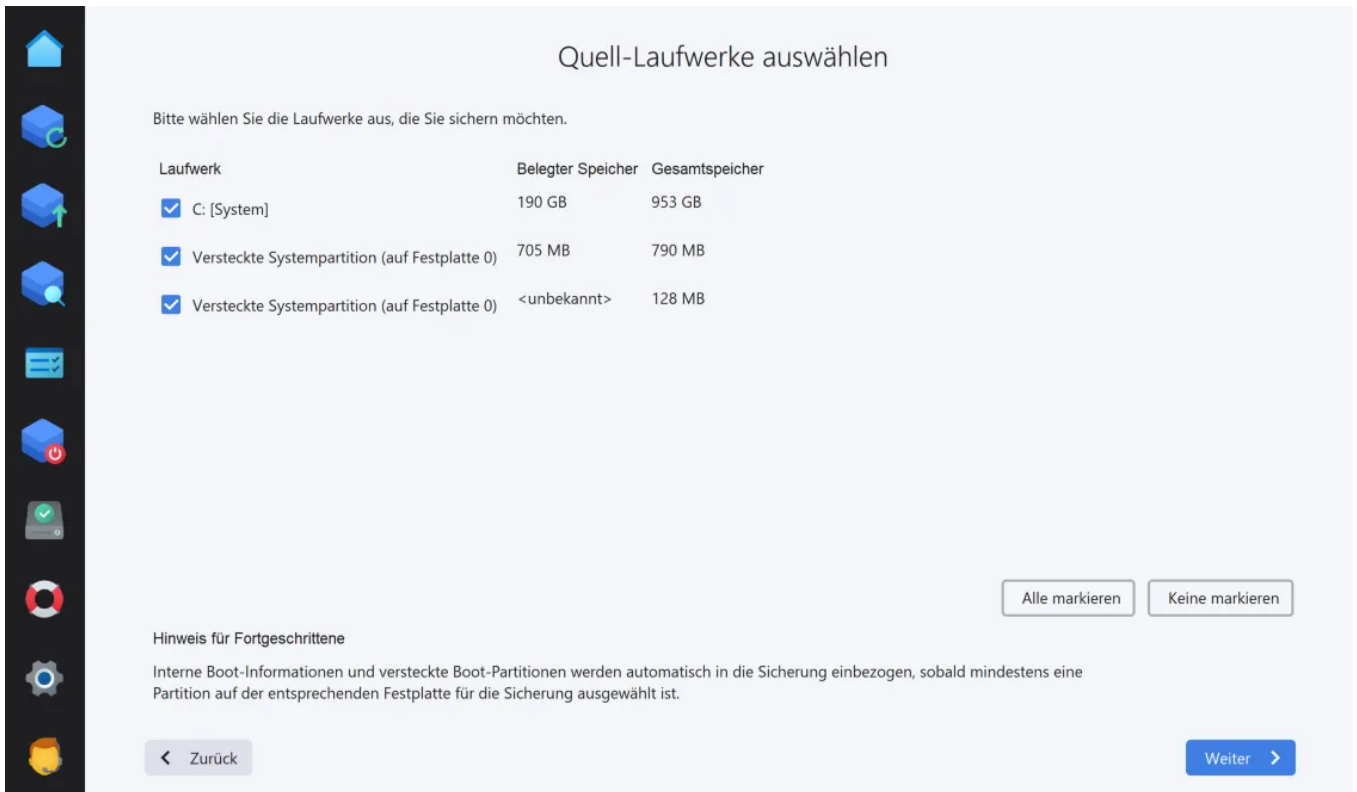 Quell-Laufwerke auswählen
Bitte wählen Sie die Laufwerke aus, die Sie sichern möchten.
Laufwerk Belegter Speicher Gesamtspeicher
C: [System] 190 GB 953 GB
Versteckte Systempartition (auf Festplatte 0) 705 MB 790 MB
Versteckte Systempartition (auf Festplatte 0) <unbekannt> 128 MB
Alle markieren Keine markieren
Hinweis für Fortgeschrittene
Interne Boot-Informationen und versteckte Boot-Partitionen werden automatisch in die Sicherung einbezogen, sobald mindestens eine
Partition auf der entsprechenden Festplatte für die Sicherung ausgewählt ist.
Zurück Weiter